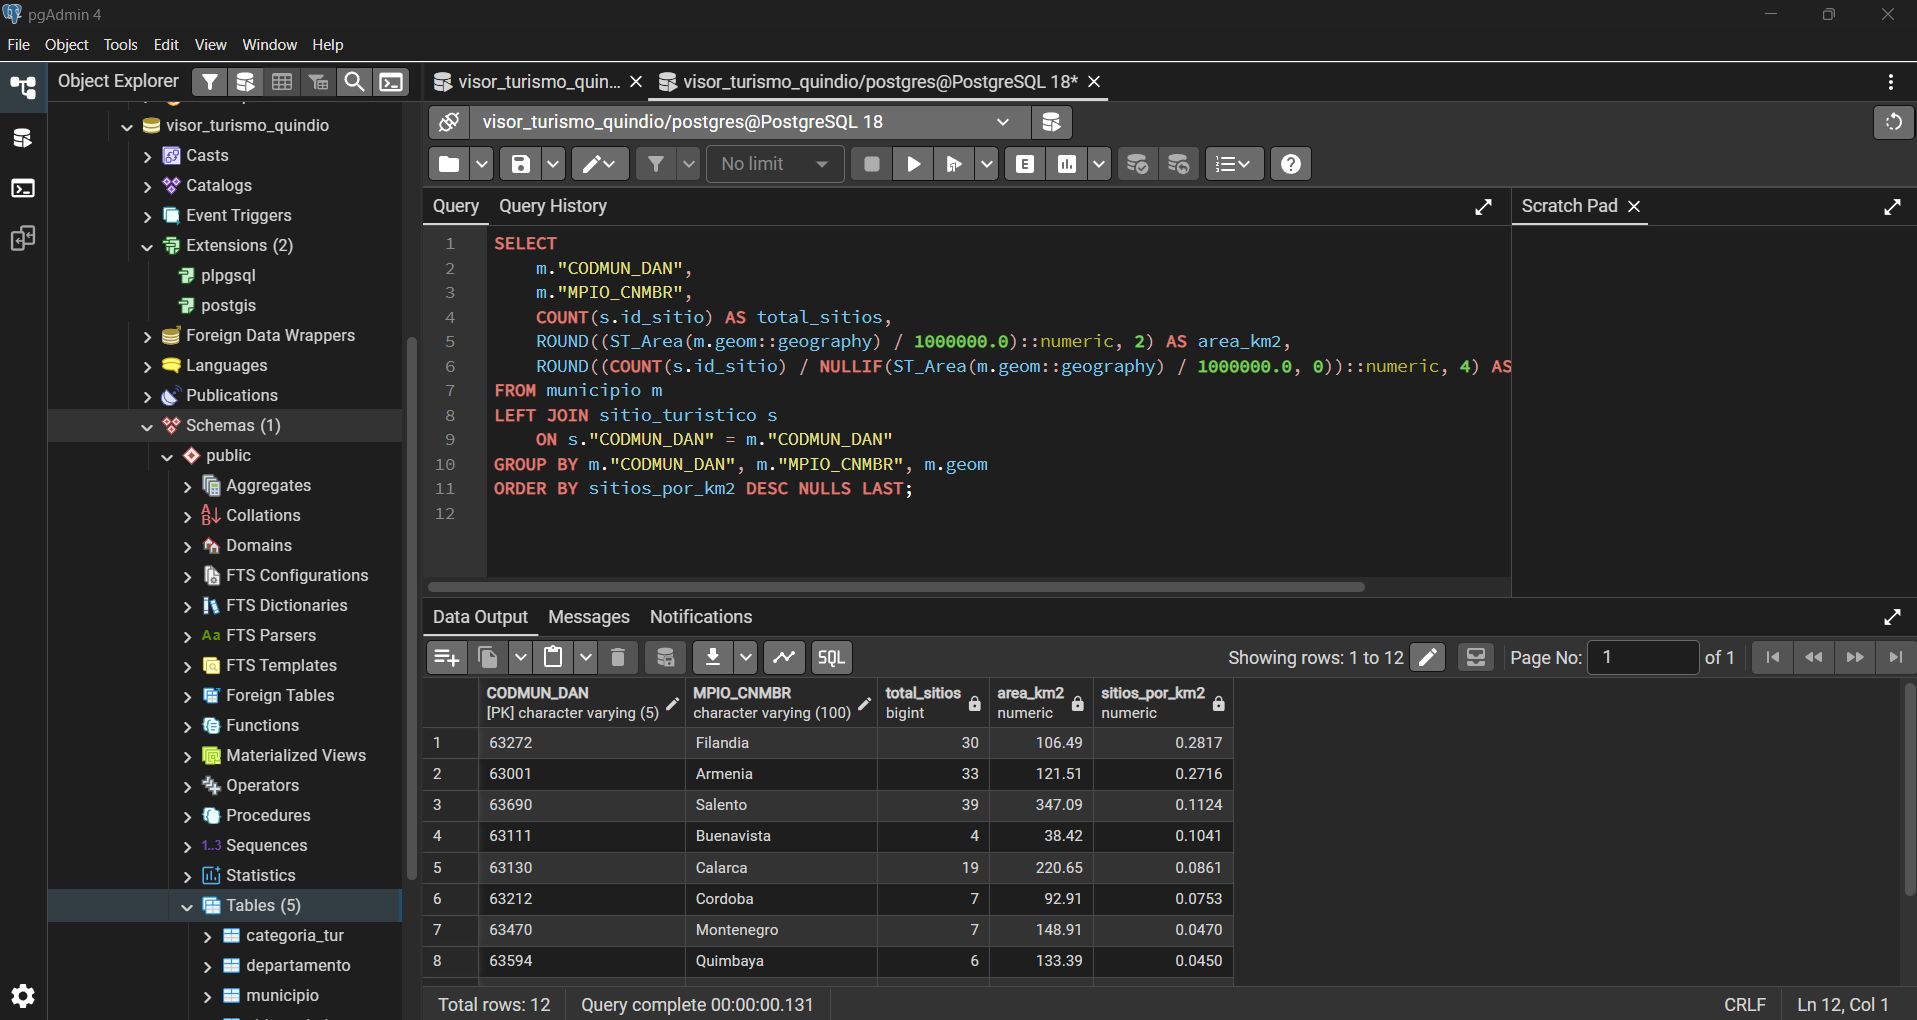 pgAdmin 4
File Object Tools Edit View Window Help
Object Explorer
visor_turismo_quin...
visor_turismo_quindio/postgres@PostgreSQL 18*
visor_turismo_quindio
Casts
Catalogs
Event Triggers
Extensions (2)
plpgsql
postgis
Foreign Data Wrappers
Languages
Publications
Schemas (1)
public
Aggregates
Collations
Domains
FTS Configurations
FTS Dictionaries
Aa FTS Parsers
FTS Templates
Foreign Tables
Functions
Materialized Views
Operators
Procedures
1..3 Sequences
Statistics
Tables (5)
categoria_tur
departamento
municipio
visor_turismo_quindio/postgres@PostgreSQL 18
No limit
E
Query Query History
Scratch Pad
1 SELECT
2 m."CODMUN_DAN",
3 m."MPIO_CNMBR",
4 COUNT(s.id_sitio) AS total_sitios,
5 ROUND((ST_Area(m.geom::geography) / 1000000.0)::numeric, 2) AS area_km2,
6 ROUND((COUNT(s.id_sitio) / NULLIF(ST_Area(m.geom::geography) / 1000000.0, 0))::numeric, 4) AS
7 FROM municipio m
8 LEFT JOIN sitio_turistico s
9 ON s."CODMUN_DAN" = m."CODMUN_DAN"
10 GROUP BY m."CODMUN_DAN", m."MPIO_CNMBR", m.geom
11 ORDER BY sitios_por_km2 DESC NULLS LAST;
12
Data Output Messages Notifications
SQL
Showing rows: 1 to 12
Page No: 1 of 1
CODMUN_DAN MPIO_CNMBR total_sitios area_km2 sitios_por_km2
[PK] character varying (5) character varying (100) bigint numeric numeric
1 63272 Filandia 30 106.49 0.2817
2 63001 Armenia 33 121.51 0.2716
3 63690 Salento 39 347.09 0.1124
4 63111 Buenavista 4 38.42 0.1041
5 63130 Calarca 19 220.65 0.0861
6 63212 Cordoba 7 92.91 0.0753
7 63470 Montenegro 7 148.91 0.0470
8 63594 Quimbaya 6 133.39 0.0450
Total rows: 12 Query complete 00:00:00.131
CRLF Ln 12, Col 1